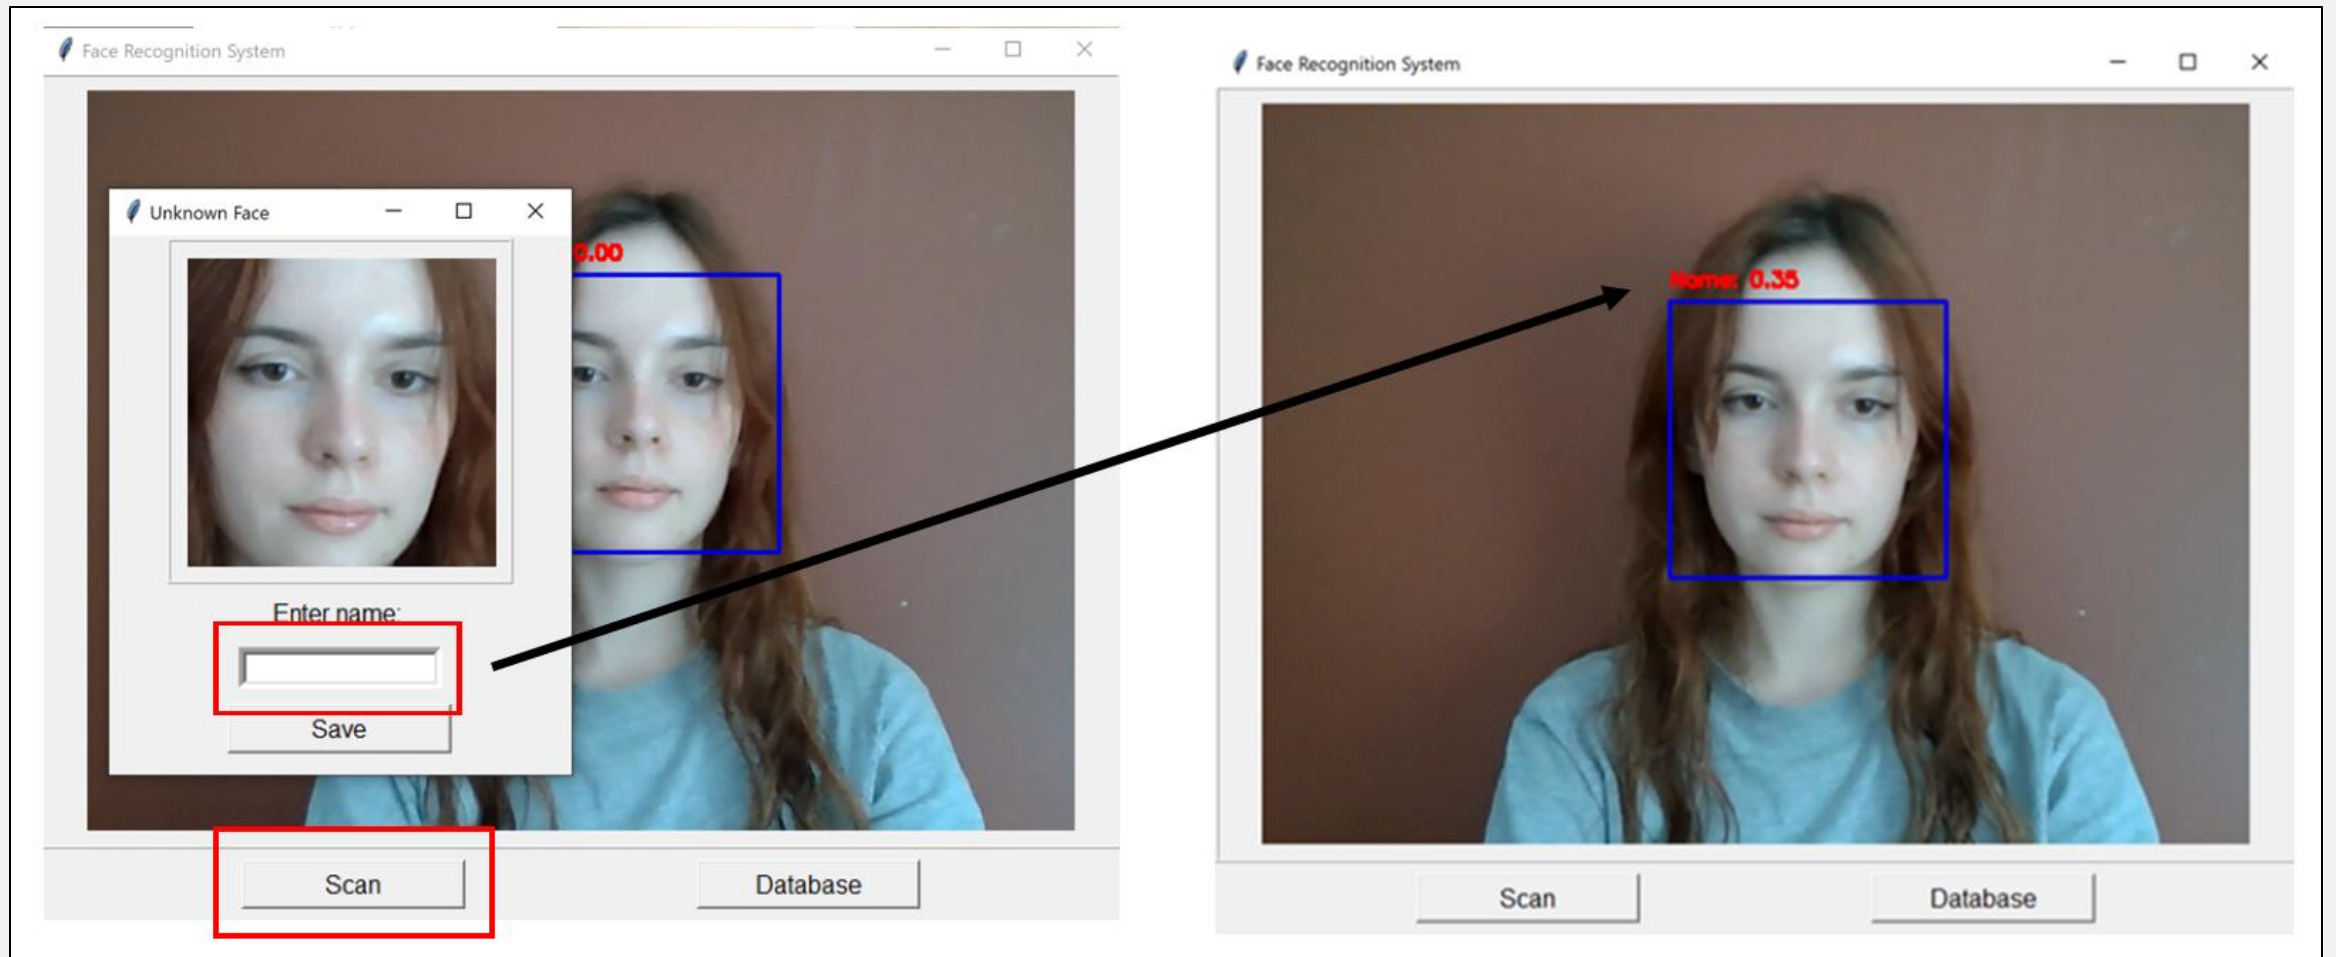 Face Recognition System
Unknown Face
0.00
Enter name:
Save
Scan
Database
Face Recognition System
Name: 0.35
Scan
Database